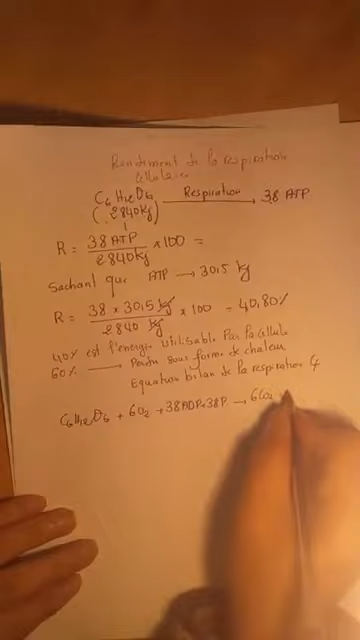 Rendement de la respiration
cellulaire
C6H12O6 Respiration → 38 ATP
(2840kj)
R = 38 ATP / 2840kj × 100 =
Sachant que ATP → 30,5 kj
R = 38 × 30,5 kj / 2840 kj × 100 = 40,80%
40% est l'énergie utilisable Par la cellule
60% → Perdu sous forme de chaleur
Equation bilan de la respiration
C6H12O6 + 6O2 + 38ADP+38Pi → 6CO2